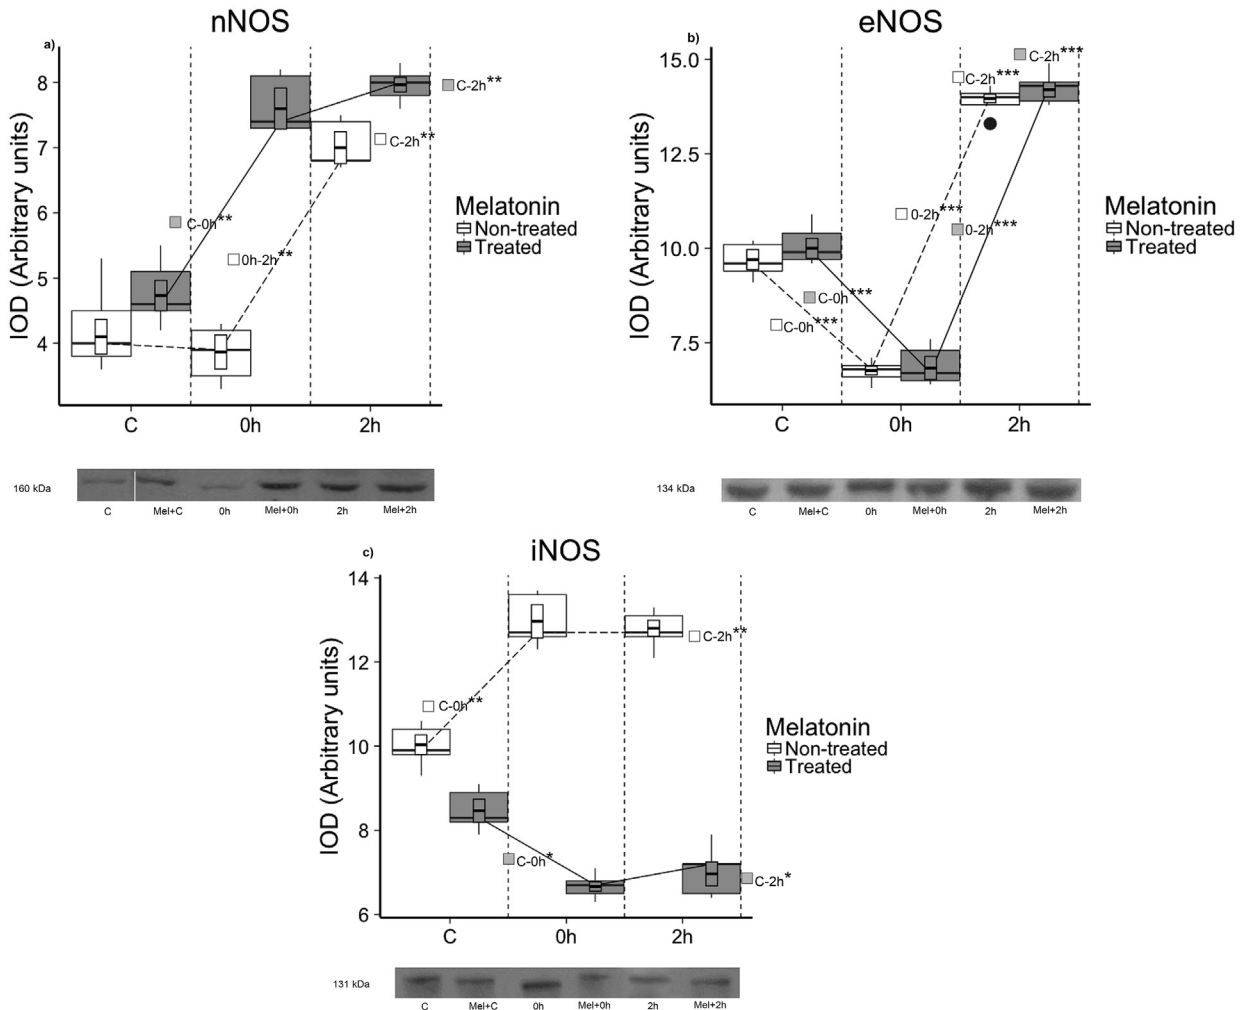 nNOS
a)
IOD (Arbitrary units)
8
7
6
5
4
C-2h**
C-2h**
C-0h**
0h-2h**
C
0h
2h
Melatonin
Non-treated
Treated
160 kDa
C
Mel+C
0h
Mel+0h
2h
Mel+2h
eNOS
b)
IOD (Arbitrary units)
15.0
12.5
10.0
7.5
C-2h***
C-2h***
0-2h***
0-2h***
C-0h***
C-0h***
C
0h
2h
Melatonin
Non-treated
Treated
134 kDa
C
Mel+C
0h
Mel+0h
2h
Mel+2h
iNOS
c)
IOD (Arbitrary units)
14
12
10
8
6
C-2h**
C-0h**
C-0h*
C-2h*
C
0h
2h
Melatonin
Non-treated
Treated
131 kDa
C
Mel+C
0h
Mel+0h
2h
Mel+2h